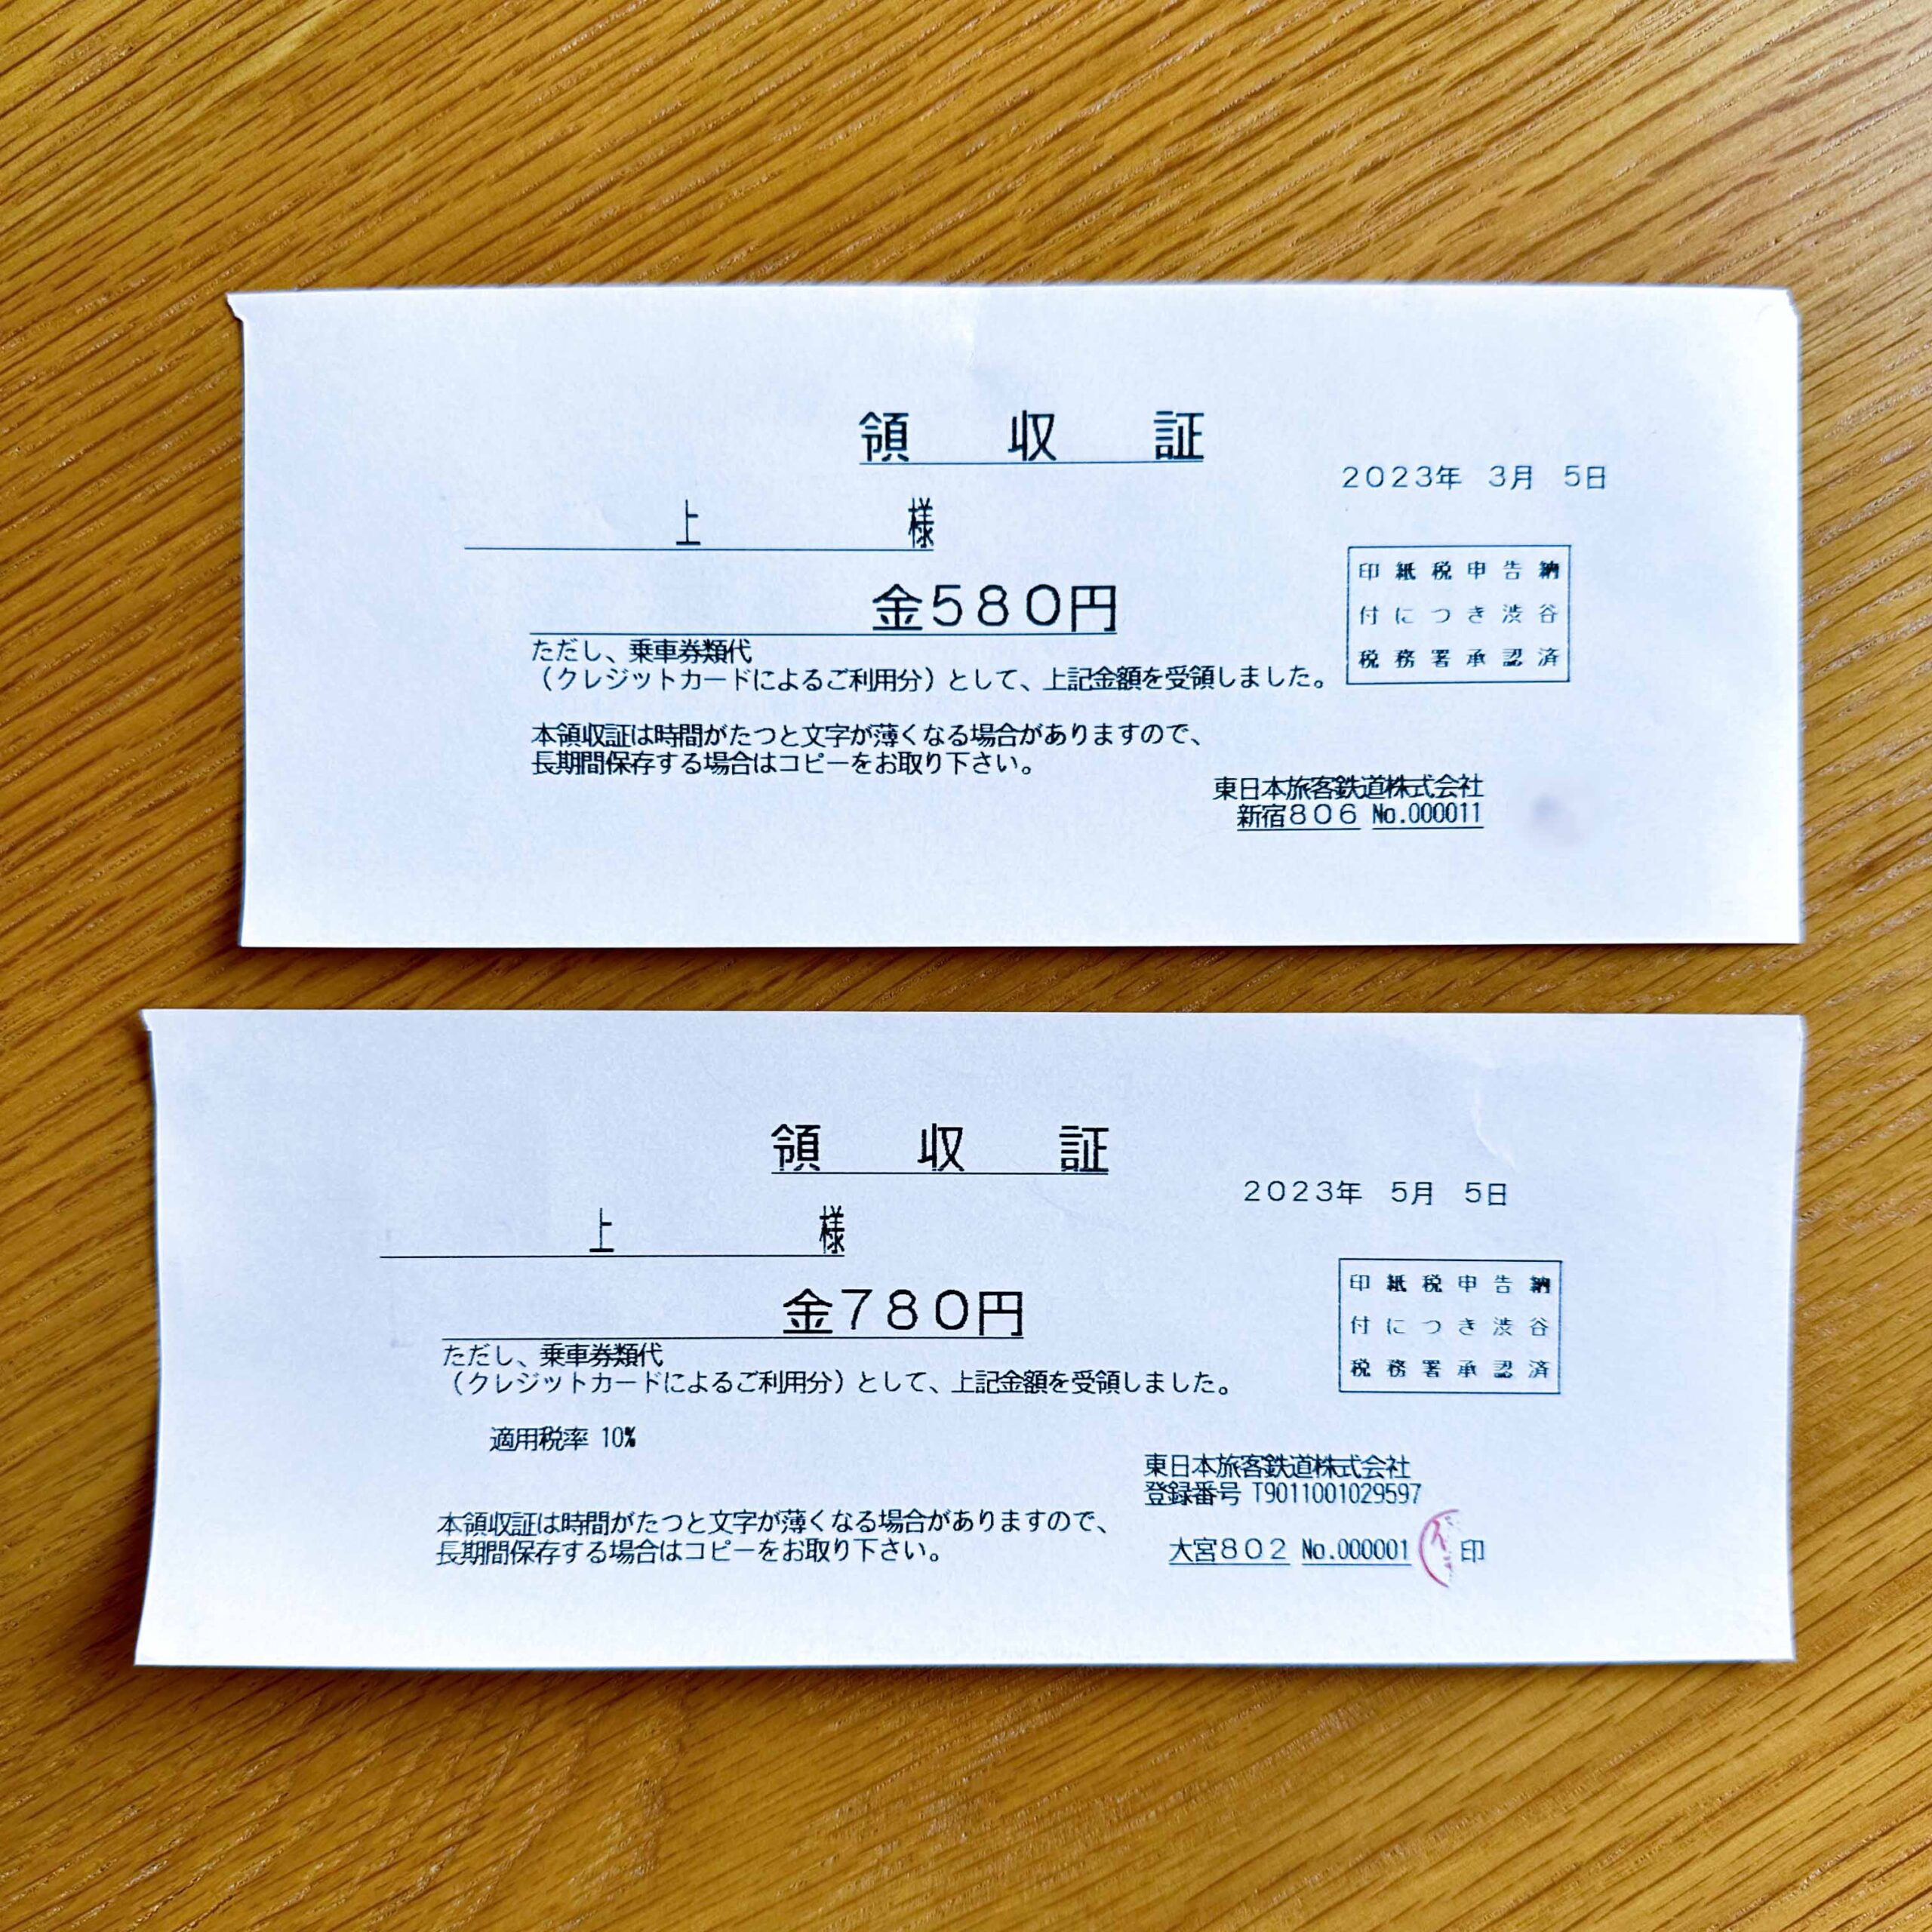 領収証
2023年 3月 5日
上様
金580円
印紙税申告納
付につき渋谷
税務署承認済
ただし、乗車券類代
（クレジットカードによるご利用分）として、上記金額を受領しました。
本領収証は時間がたつと文字が薄くなる場合がありますので、
長期間保存する場合はコピーをお取り下さい。
東日本旅客鉄道株式会社
新宿806 No.000011
領収証
2023年 5月 5日
上様
金780円
印紙税申告納
付につき渋谷
税務署承認済
ただし、乗車券類代
（クレジットカードによるご利用分）として、上記金額を受領しました。
適用税率 10%
東日本旅客鉄道株式会社
登録番号 T9011001029597
本領収証は時間がたつと文字が薄くなる場合がありますので、
長期間保存する場合はコピーをお取り下さい。
大宮802 No.000001 印